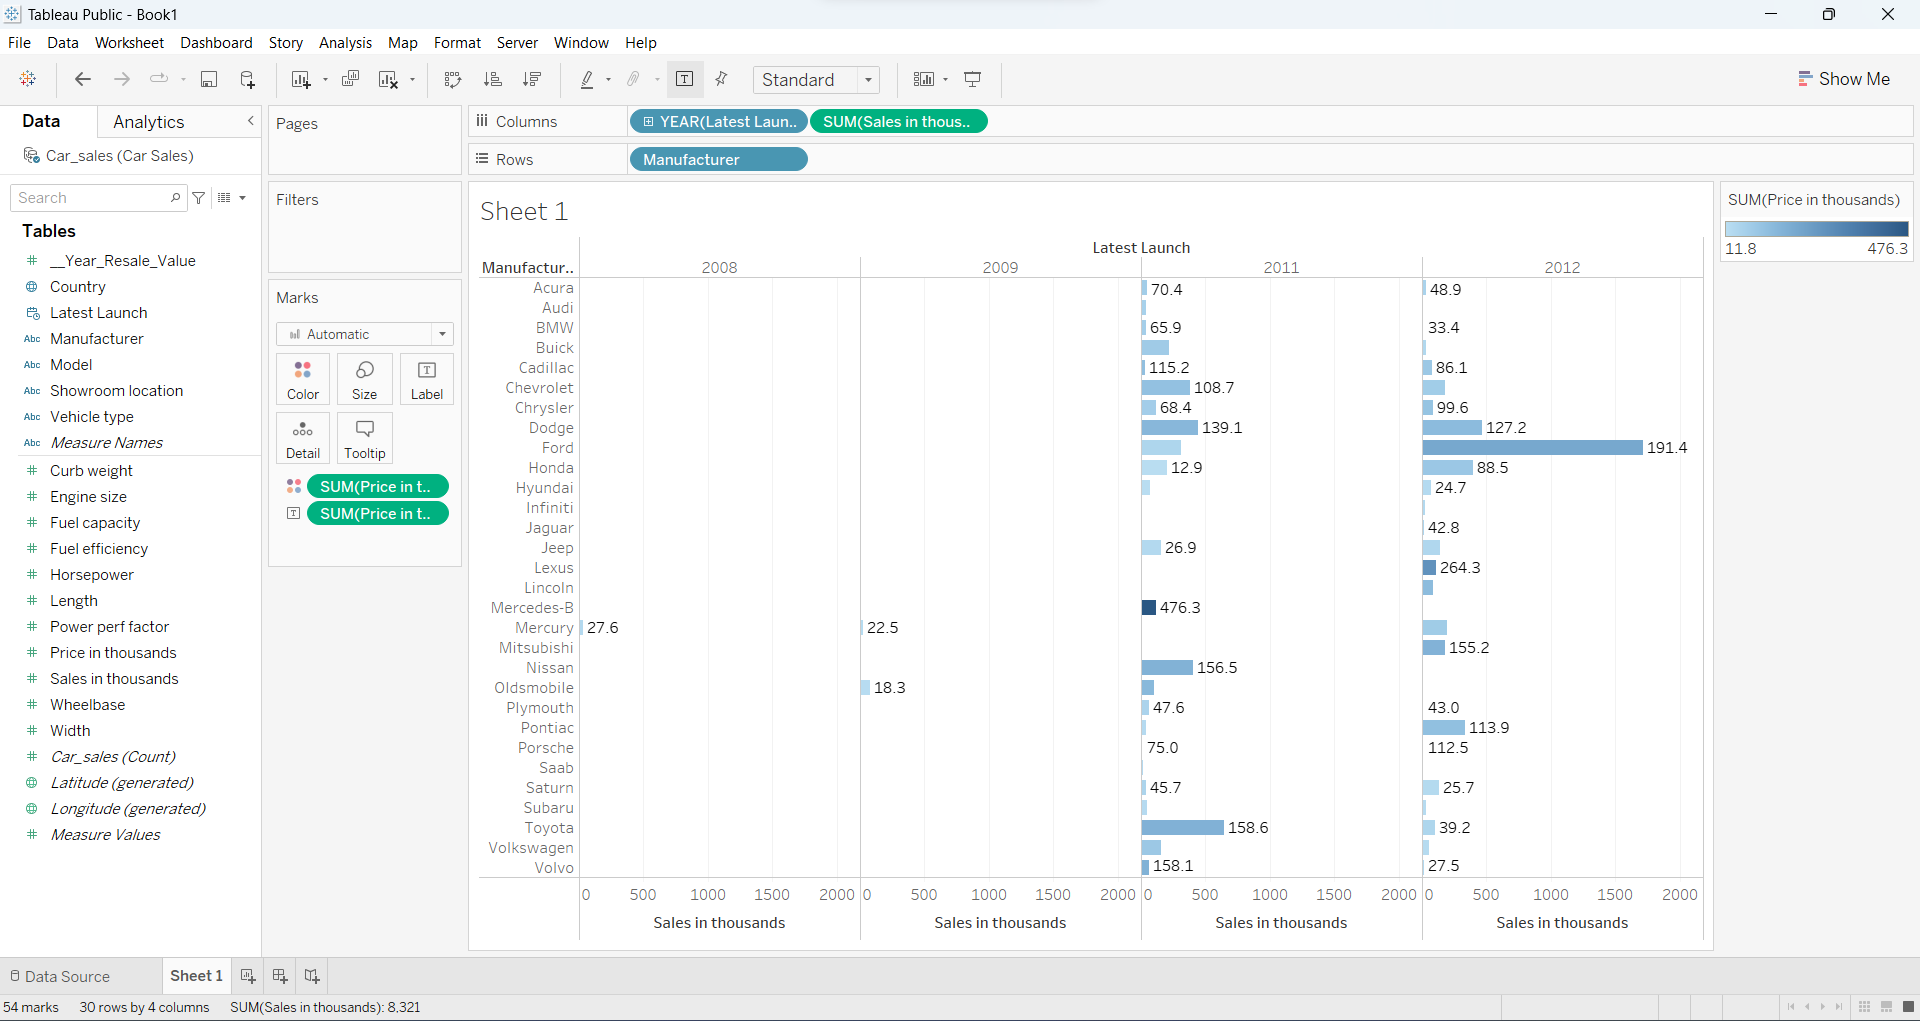 Tableau Public - Book1
File Data Worksheet Dashboard Story Analysis Map Format Server Window Help
Standard
Show Me
Data Analytics
Car_sales (Car Sales)
Search
Tables
# __Year_Resale_Value
Country
Latest Launch
Abc Manufacturer
Abc Model
Abc Showroom location
Abc Vehicle type
Abc Measure Names
# Curb weight
# Engine size
# Fuel capacity
# Fuel efficiency
# Horsepower
# Length
# Power perf factor
# Price in thousands
# Sales in thousands
# Wheelbase
# Width
# Car_sales (Count)
Latitude (generated)
Longitude (generated)
# Measure Values
Pages
Filters
Marks
Automatic
Color Size Label
Detail Tooltip
SUM(Price in t..
T SUM(Price in t..
Columns YEAR(Latest Laun.. SUM(Sales in thous..
Rows Manufacturer
Sheet 1
Latest Launch
Manufactur.. 2008 2009 2011 2012
Acura 70.4 48.9
Audi
BMW 65.9 33.4
Buick
Cadillac 115.2 86.1
Chevrolet 108.7
Chrysler 68.4 99.6
Dodge 139.1 127.2
Ford 191.4
Honda 12.9 88.5
Hyundai 24.7
Infiniti
Jaguar 42.8
Jeep 26.9
Lexus 264.3
Lincoln
Mercedes-B 476.3
Mercury 27.6 22.5
Mitsubishi 155.2
Nissan 156.5
Oldsmobile 18.3
Plymouth 47.6 43.0
Pontiac 113.9
Porsche 75.0 112.5
Saab
Saturn 45.7 25.7
Subaru
Toyota 158.6 39.2
Volkswagen
Volvo 158.1 27.5
0 500 1000 1500 2000 0 500 1000 1500 2000 0 500 1000 1500 2000 0 500 1000 1500 2000
Sales in thousands Sales in thousands Sales in thousands Sales in thousands
SUM(Price in thousands)
11.8 476.3
Data Source Sheet 1
54 marks 30 rows by 4 columns SUM(Sales in thousands): 8,321